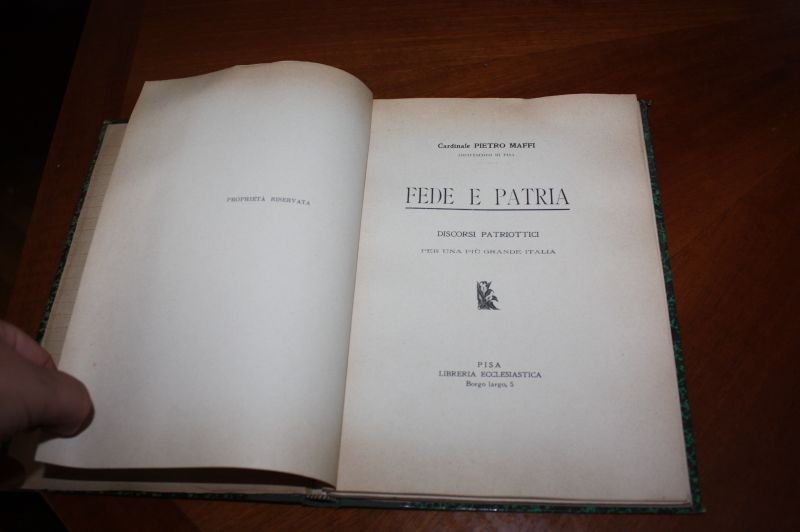 PROPRIETÀ RISERVATA
Cardinale PIETRO MAFFI
ARCIVESCOVO DI PISA
FEDE E PATRIA
DISCORSI PATRIOTTICI
PER UNA PIÙ GRANDE ITALIA
PISA
LIBRERIA ECCLESIASTICA
Borgo largo, 5